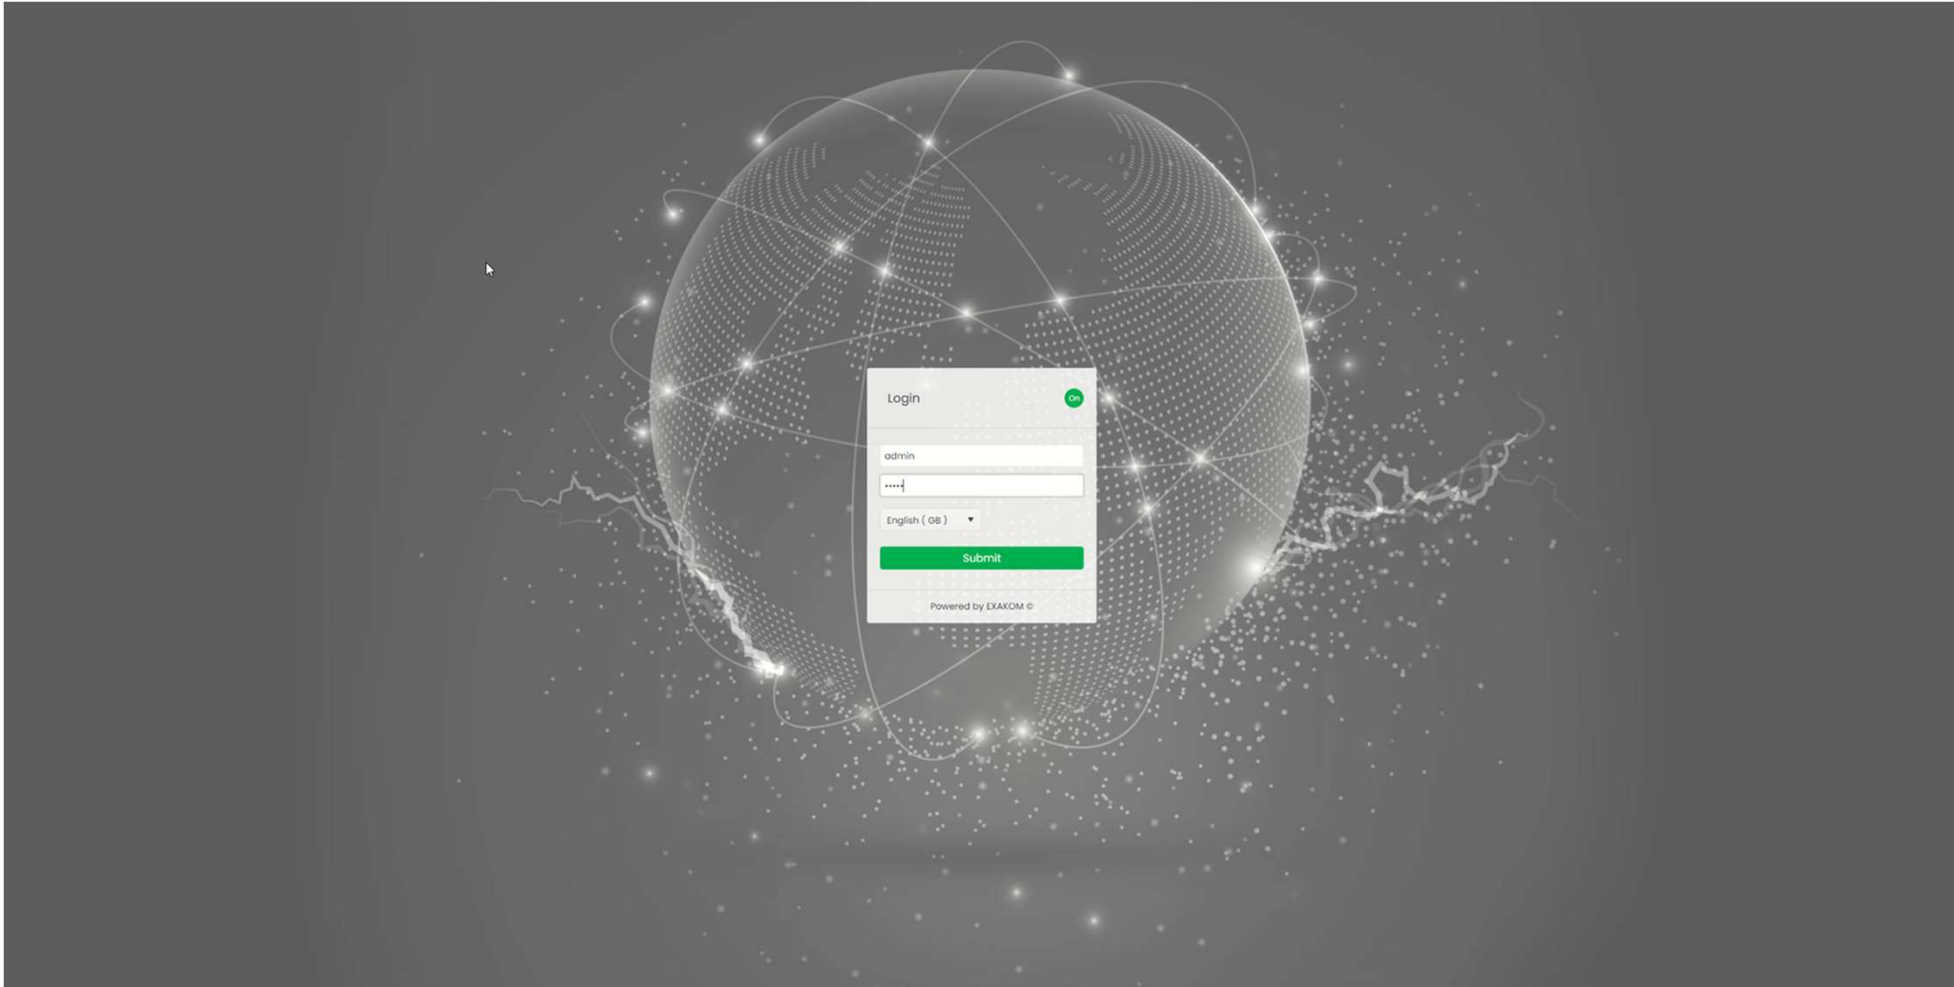 Login
On
admin
•••••
English ( GB )
Submit
Powered by EXAKOM ©